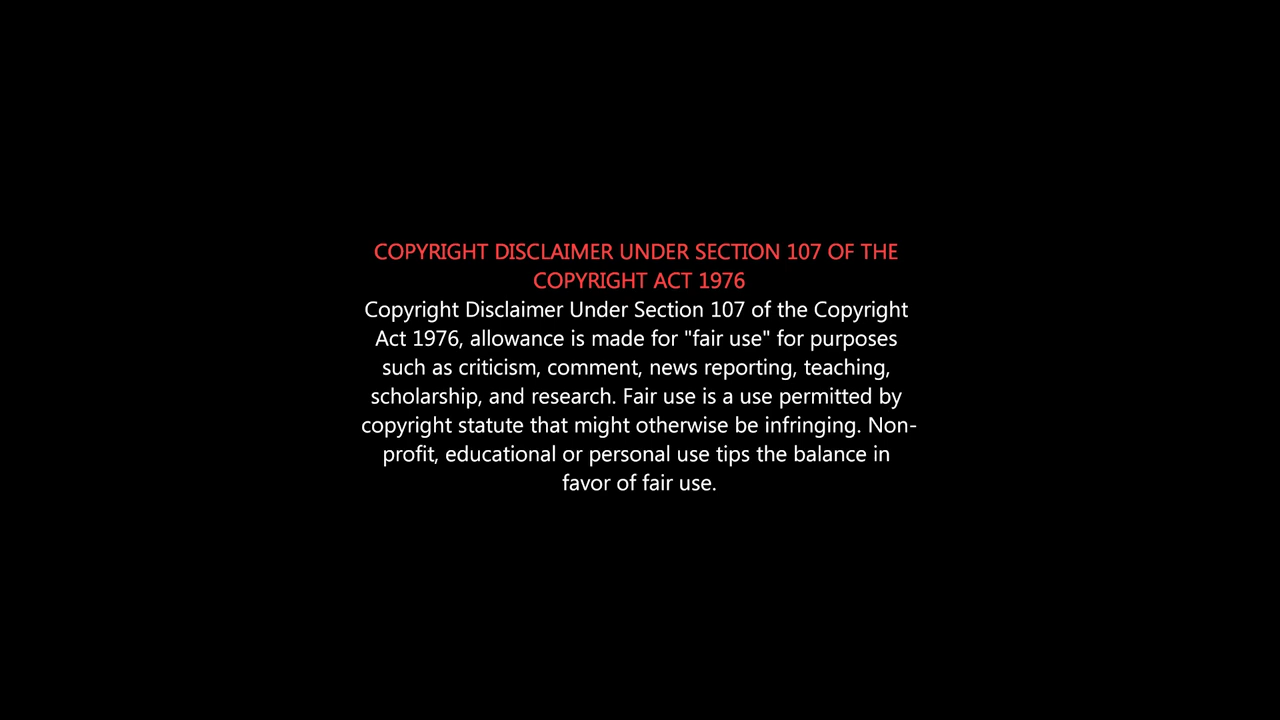 COPYRIGHT DISCLAIMER UNDER SECTION 107 OF THE
COPYRIGHT ACT 1976
Copyright Disclaimer Under Section 107 of the Copyright
Act 1976, allowance is made for "fair use" for purposes
such as criticism, comment, news reporting, teaching,
scholarship, and research. Fair use is a use permitted by
copyright statute that might otherwise be infringing. Non-
profit, educational or personal use tips the balance in
favor of fair use.